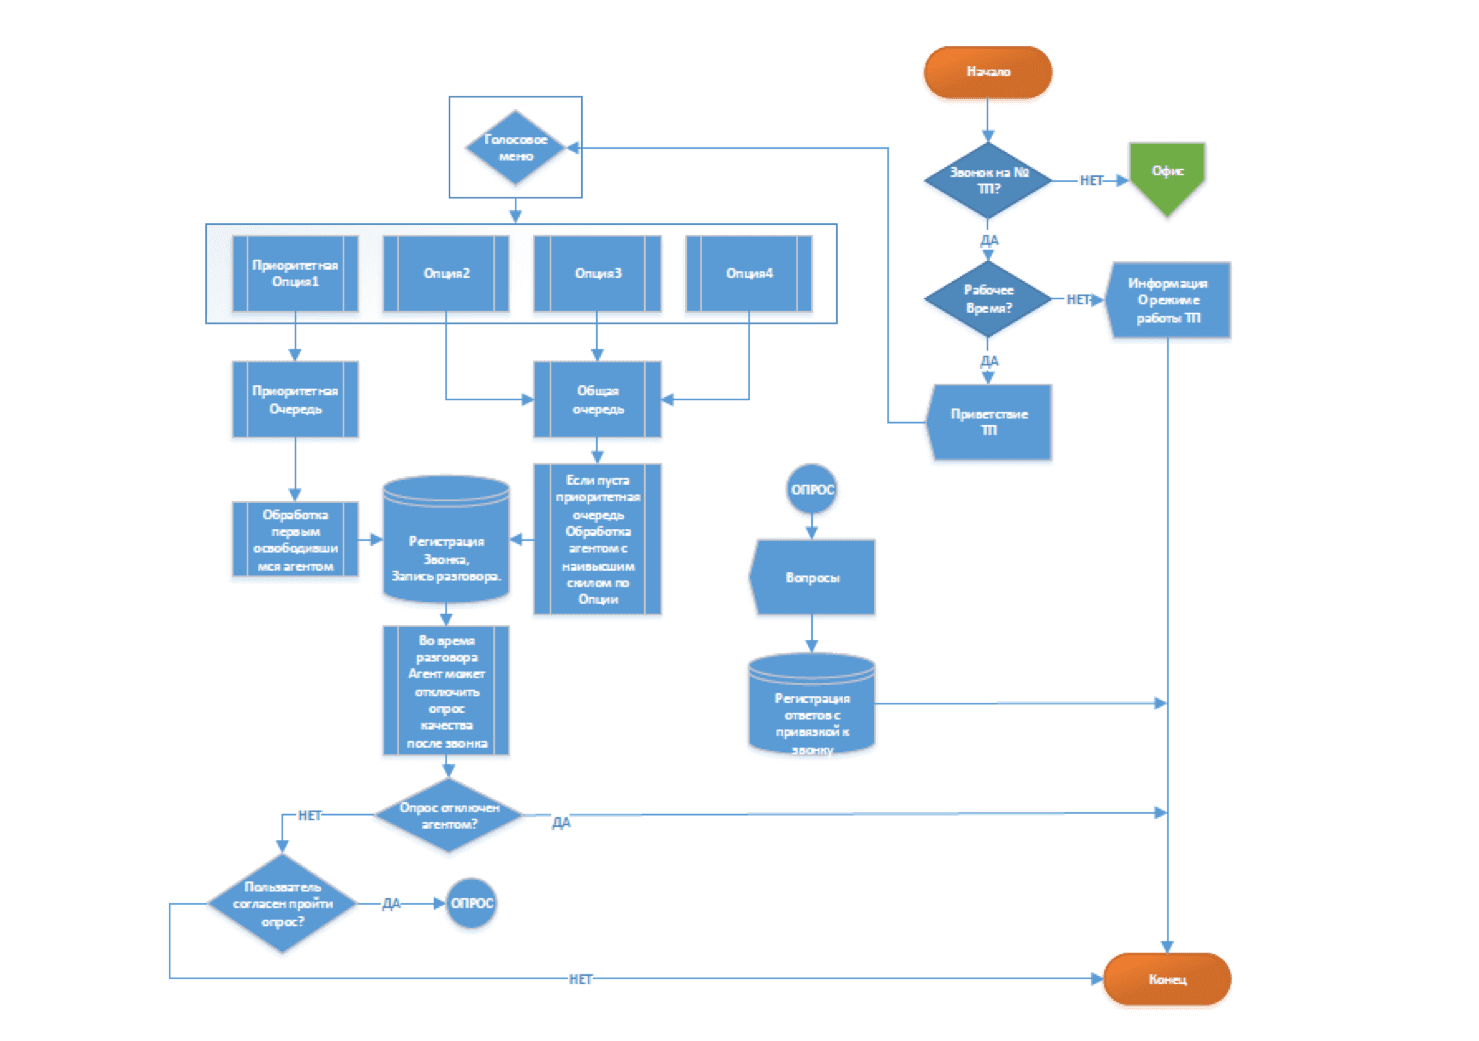 Начало
Звонок на №
ТП?
НЕТ
Офис
ДА
Рабочее
Время?
НЕТ
Информация
О режиме
работы ТП
ДА
Приветствие
ТП
Голосовое
меню
Приоритетная
Опция1
Опция2
Опция3
Опция4
Приоритетная
Очередь
Общая
очередь
Обработка
первым
освободивши
мся агентом
Регистрация
Звонка,
Запись разговора.
Если пуста
приоритетная
очередь
Обработка
агентом с
наивысшим
скилом по
Опции
Во время
разговора
Агент может
отключить
опрос
качества
после звонка
Опрос отключен
агентом?
НЕТ
ДА
Пользватель
согласен пройти
опрос?
ДА
ОПРОС
НЕТ
ОПРОС
Вопросы
Регистрация
ответов с
привязкой к
звонку
Конец